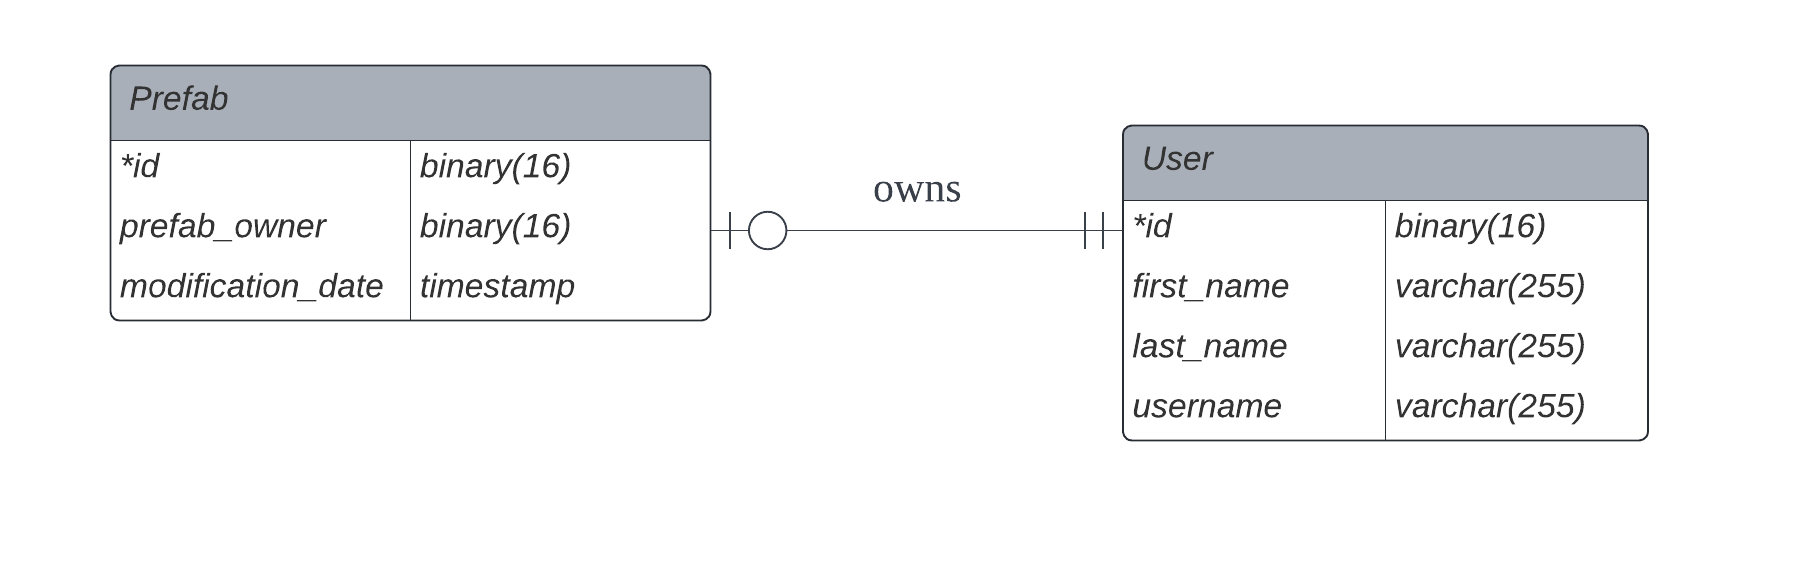 Prefab
*id binary(16)
prefab_owner binary(16)
modification_date timestamp
owns
User
*id binary(16)
first_name varchar(255)
last_name varchar(255)
username varchar(255)